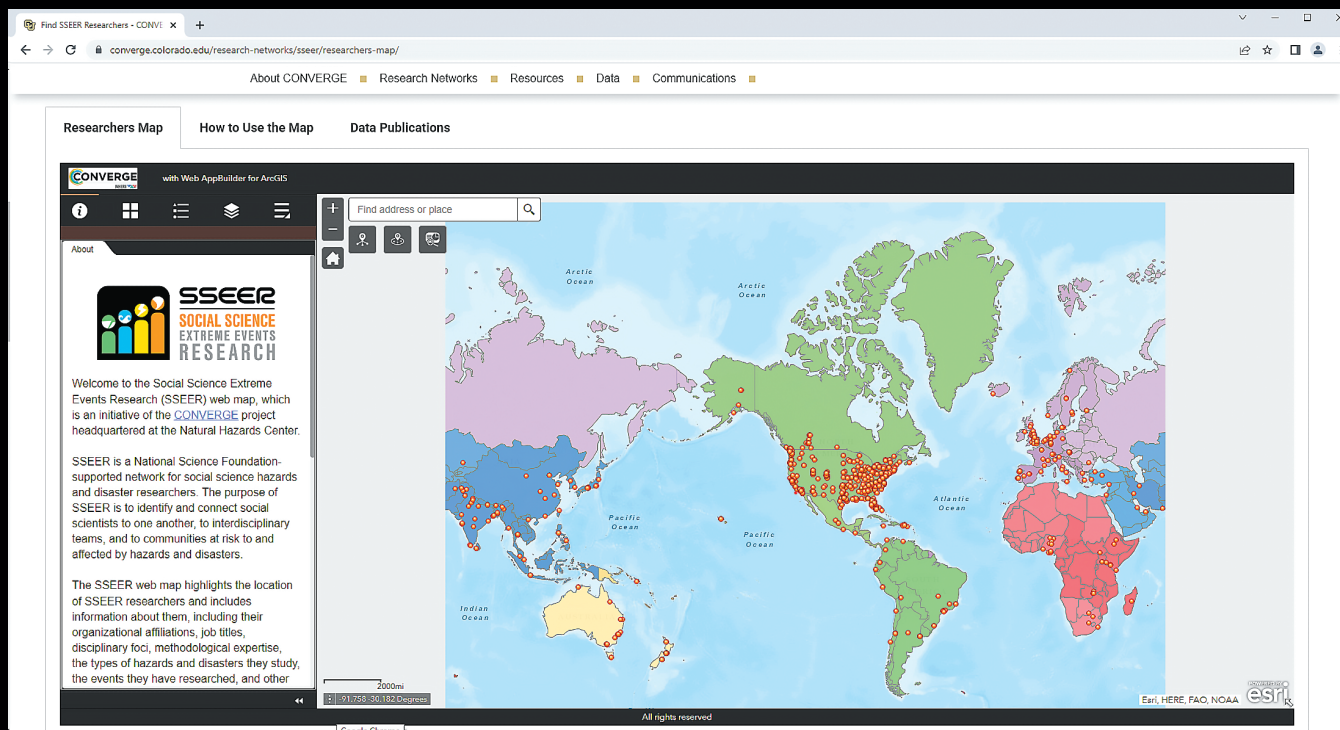 Find SSEER Researchers - CONVE
converge.colorado.edu/research-networks/sseer/researchers-map/
About CONVERGE Research Networks Resources Data Communications
Researchers Map How to Use the Map Data Publications
CONVERGE with Web AppBuilder for ArcGIS
Find address or place
About
SSEER
SOCIAL SCIENCE
EXTREME EVENTS
RESEARCH
Welcome to the Social Science Extreme
Events Research (SSEER) web map, which
is an initiative of the CONVERGE project
headquartered at the Natural Hazards Center.
SSEER is a National Science Foundation-
supported network for social science hazards
and disaster researchers. The purpose of
SSEER is to identify and connect social
scientists to one another, to interdisciplinary
teams, and to communities at risk to and
affected by hazards and disasters.
The SSEER web map highlights the location
of SSEER researchers and includes
information about them, including their
organizational affiliations, job titles,
disciplinary foci, methodological expertise,
the types of hazards and disasters they study,
the events they have researched, and other
Arctic
Ocean
Arctic
Ocean
Atlantic
Ocean
Pacific
Ocean
Pacific
Ocean
Indian
Ocean
2000mi
-91.758 -30.182 Degrees
Esri, HERE, FAO, NOAA
POWERED BY
esri
All rights reserved